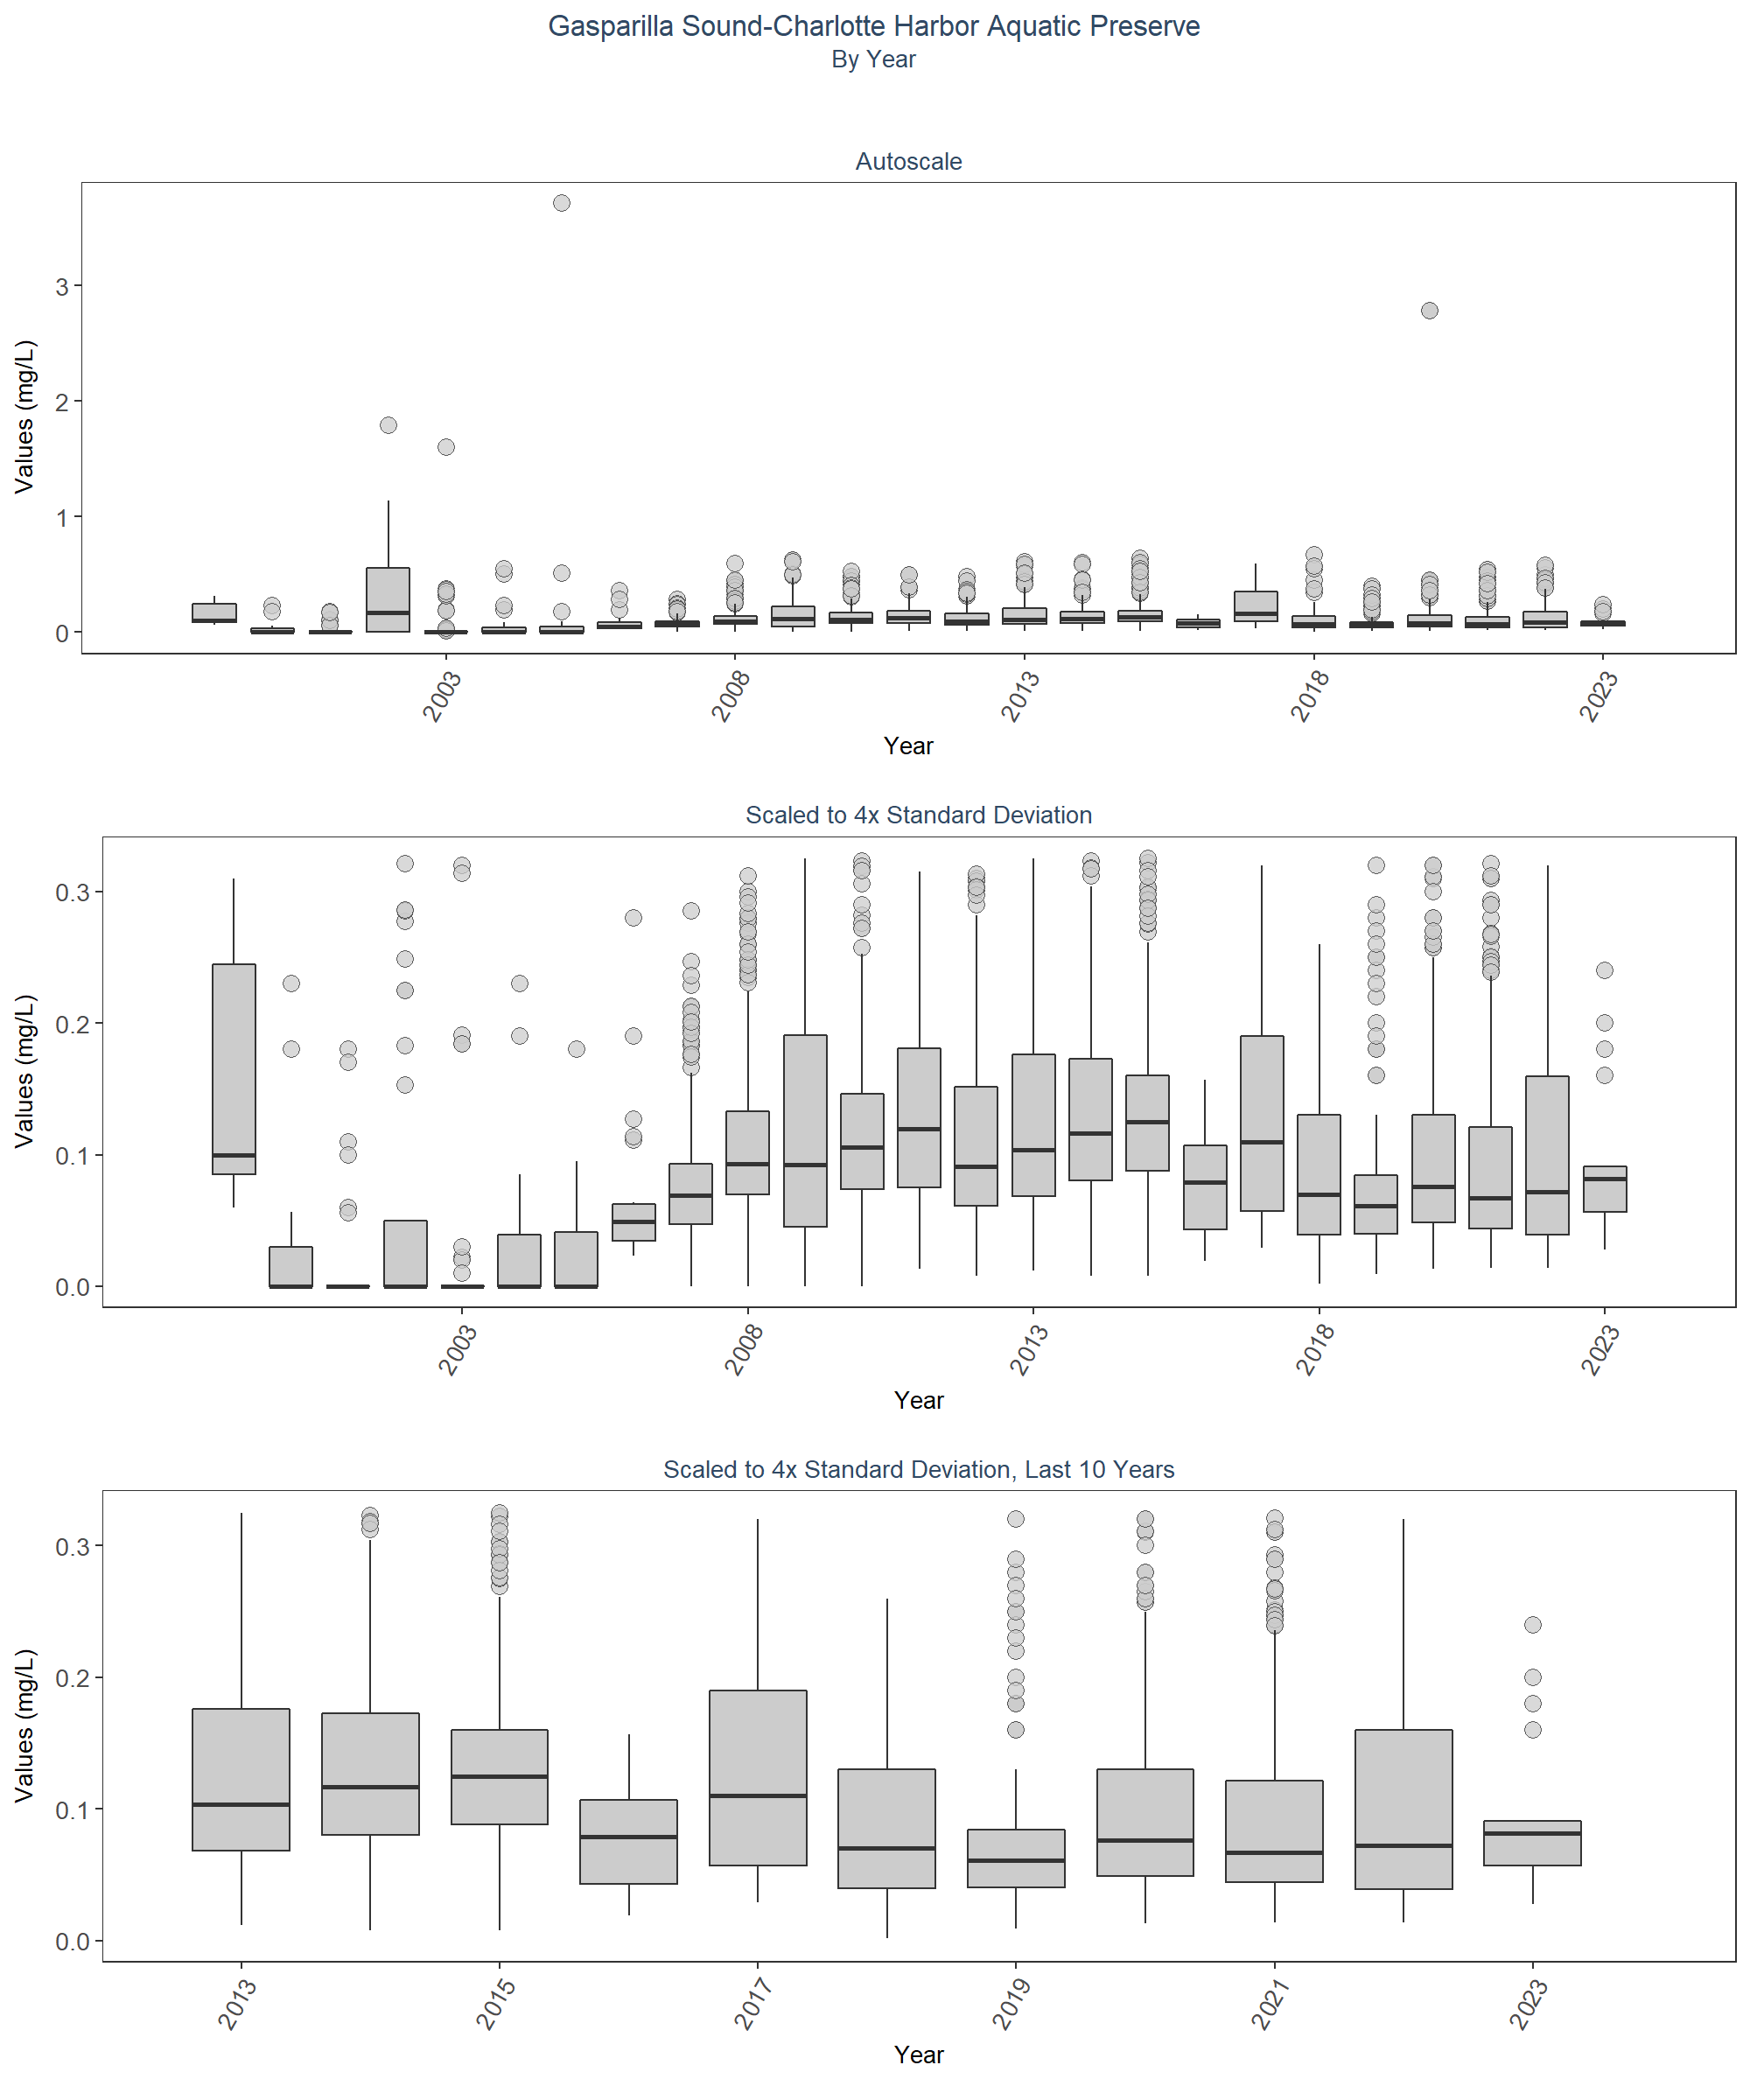 Gasparilla Sound-Charlotte Harbor Aquatic Preserve
By Year
Autoscale
Values (mg/L)
3
2
1
0
2003
2008
2013
2018
2023
Year
Scaled to 4x Standard Deviation
Values (mg/L)
0.3
0.2
0.1
0.0
2003
2008
2013
2018
2023
Year
Scaled to 4x Standard Deviation, Last 10 Years
Values (mg/L)
0.3
0.2
0.1
0.0
2013
2015
2017
2019
2021
2023
Year